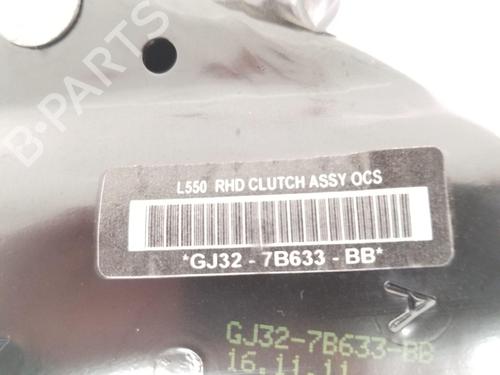 B-PARTS
L550 RHD CLUTCH ASSY OCS
*GJ32 - 7B633 - BB*
GJ32-7B633-BB
16.11.11